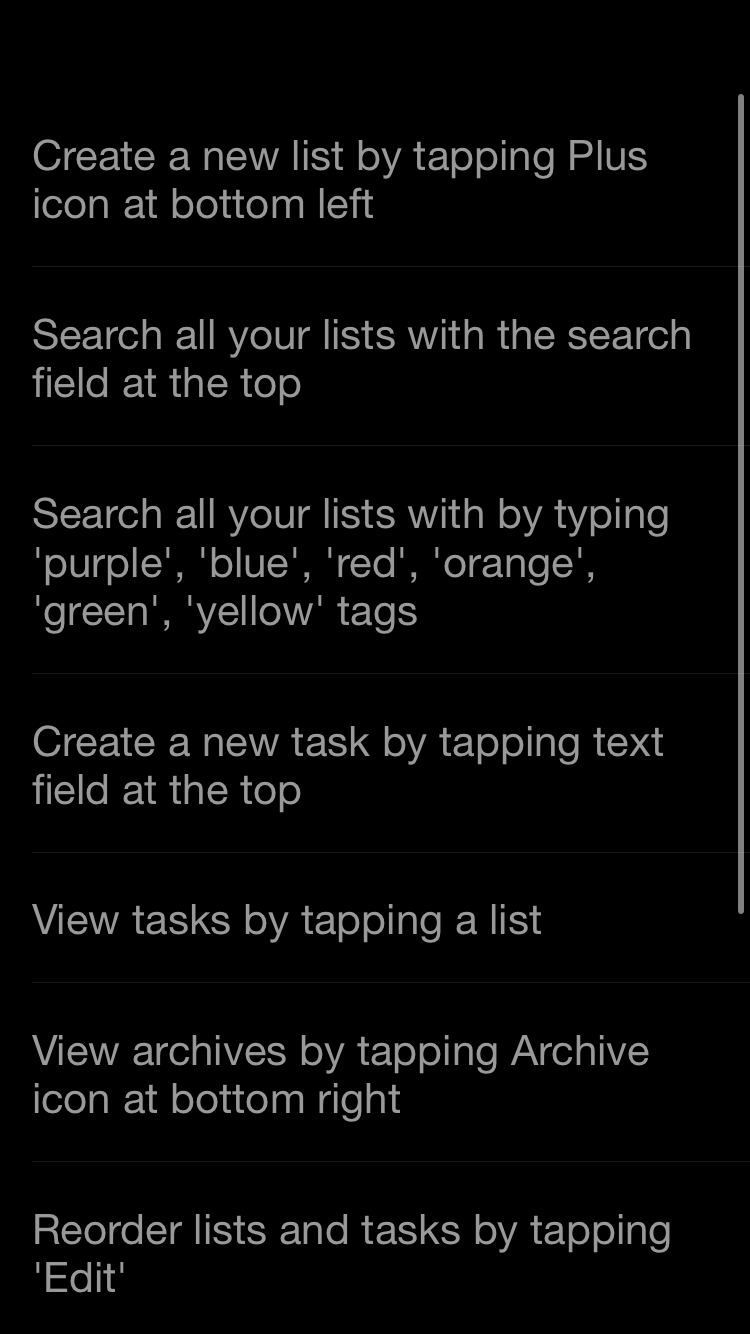 Create a new list by tapping Plus
icon at bottom left
Search all your lists with the search
field at the top
Search all your lists with by typing
'purple', 'blue', 'red', 'orange',
'green', 'yellow' tags
Create a new task by tapping text
field at the top
View tasks by tapping a list
View archives by tapping Archive
icon at bottom right
Reorder lists and tasks by tapping
'Edit'